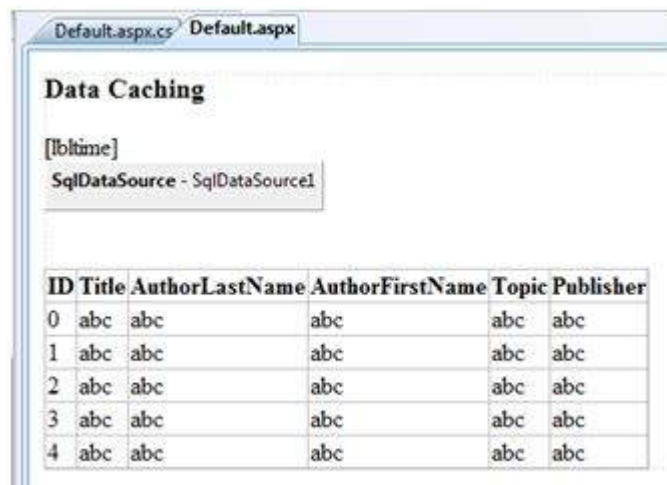 Default.aspx.cs Default.aspx
Data Caching
[lbltime]
SqlDataSource - SqlDataSource1
ID Title AuthorLastName AuthorFirstName Topic Publisher
0 abc abc abc abc abc
1 abc abc abc abc abc
2 abc abc abc abc abc
3 abc abc abc abc abc
4 abc abc abc abc abc